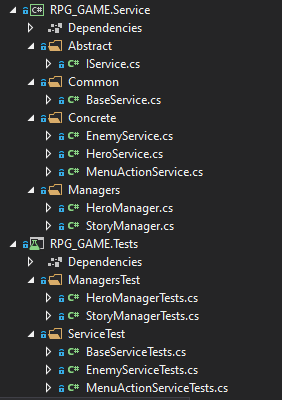 RPG_GAME.Service
Dependencies
Abstract
IService.cs
Common
BaseService.cs
Concrete
EnemyService.cs
HeroService.cs
MenuActionService.cs
Managers
HeroManager.cs
StoryManager.cs
RPG_GAME.Tests
Dependencies
ManagersTest
HeroManagerTests.cs
StoryManagerTests.cs
ServiceTest
BaseServiceTests.cs
EnemyServiceTests.cs
MenuActionServiceTests.cs